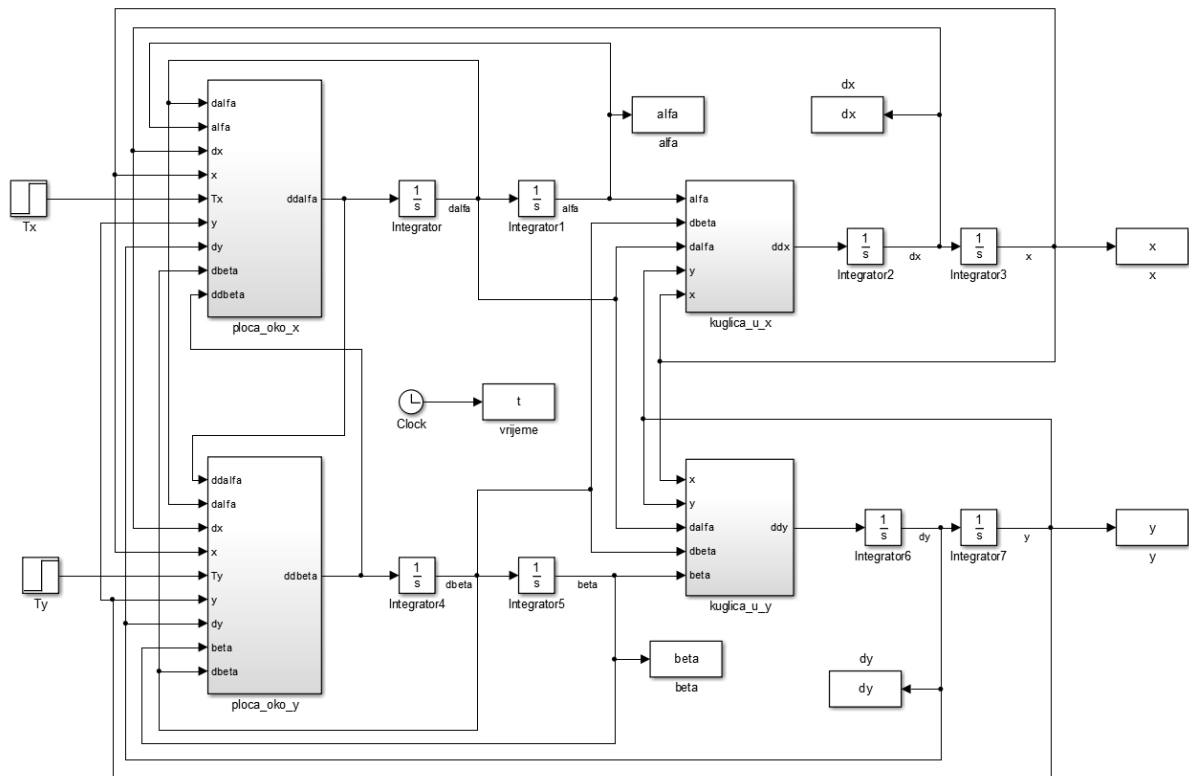 dx
dalfa
alfa
dx
x
Tx
y
dy
dbeta
ddbeta
ddalfa
ploca_oko_x
Tx
1
s
Integrator
dalfa
1
s
Integrator1
alfa
alfa
alfa
dx
alfa
dbeta
dalfa
y
x
ddx
kuglica_u_x
1
s
Integrator2
dx
1
s
Integrator3
x
x
x
Clock
t
vrijeme
ddalfa
dalfa
dx
x
Ty
y
dy
beta
dbeta
ddbeta
ploca_oko_y
Ty
1
s
Integrator4
dbeta
1
s
Integrator5
beta
x
y
dalfa
dbeta
beta
ddy
kuglica_u_y
1
s
Integrator6
dy
1
s
Integrator7
y
y
y
beta
beta
dy
dy